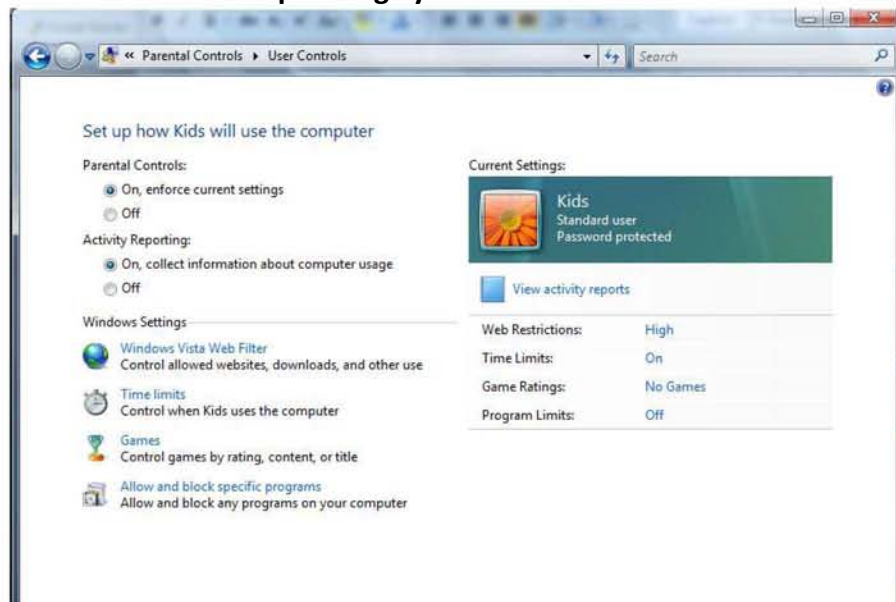 « Parental Controls ▸ User Controls
Search
Set up how Kids will use the computer
Parental Controls:
On, enforce current settings
Off
Activity Reporting:
On, collect information about computer usage
Off
Windows Settings
Windows Vista Web Filter
Control allowed websites, downloads, and other use
Time limits
Control when Kids uses the computer
Games
Control games by rating, content, or title
Allow and block specific programs
Allow and block any programs on your computer
Current Settings:
Kids
Standard user
Password protected
View activity reports
Web Restrictions: High
Time Limits: On
Game Ratings: No Games
Program Limits: Off